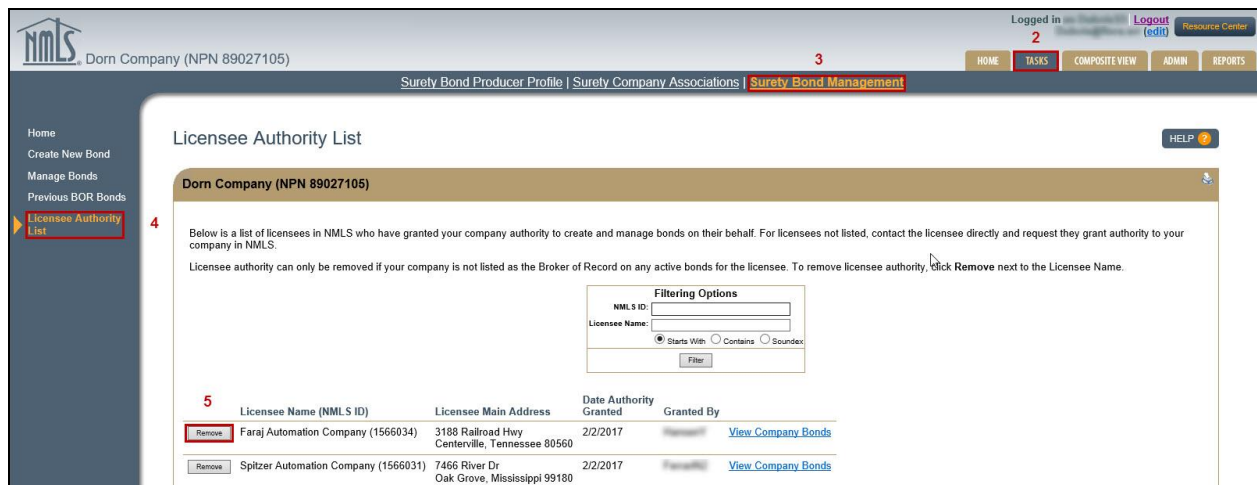 Logged in Logout
2
(edit)
Resource Center
NMLS
Dorn Company (NPN 89027105)
3
HOME TASKS COMPOSITE VIEW ADMIN REPORTS
Surety Bond Producer Profile | Surety Company Associations | Surety Bond Management
Home
Create New Bond
Manage Bonds
Previous BOR Bonds
Licensee Authority
List
4
Licensee Authority List
HELP ?
Dorn Company (NPN 89027105)
Below is a list of licensees in NMLS who have granted your company authority to create and manage bonds on their behalf. For licensees not listed, contact the licensee directly and request they grant authority to your
company in NMLS.
Licensee authority can only be removed if your company is not listed as the Broker of Record on any active bonds for the licensee. To remove licensee authority, click Remove next to the Licensee Name.
Filtering Options
NMLS ID:
Licensee Name:
Starts With Contains Soundex
Filter
5
Licensee Name (NMLS ID) Licensee Main Address Date Authority Granted Granted By
Remove Faraj Automation Company (1566034) 3188 Railroad Hwy 2/2/2017 View Company Bonds
Centerville, Tennessee 80560
Remove Spitzer Automation Company (1566031) 7466 River Dr 2/2/2017 View Company Bonds
Oak Grove, Mississippi 99180